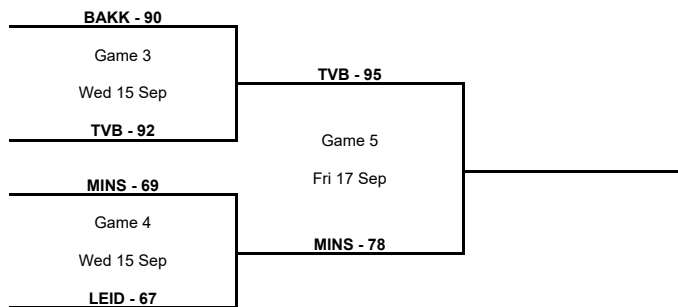 BAKK - 90
Game 3
Wed 15 Sep
TVB - 92
TVB - 95
Game 5
Fri 17 Sep
MINS - 78
MINS - 69
Game 4
Wed 15 Sep
LEID - 67